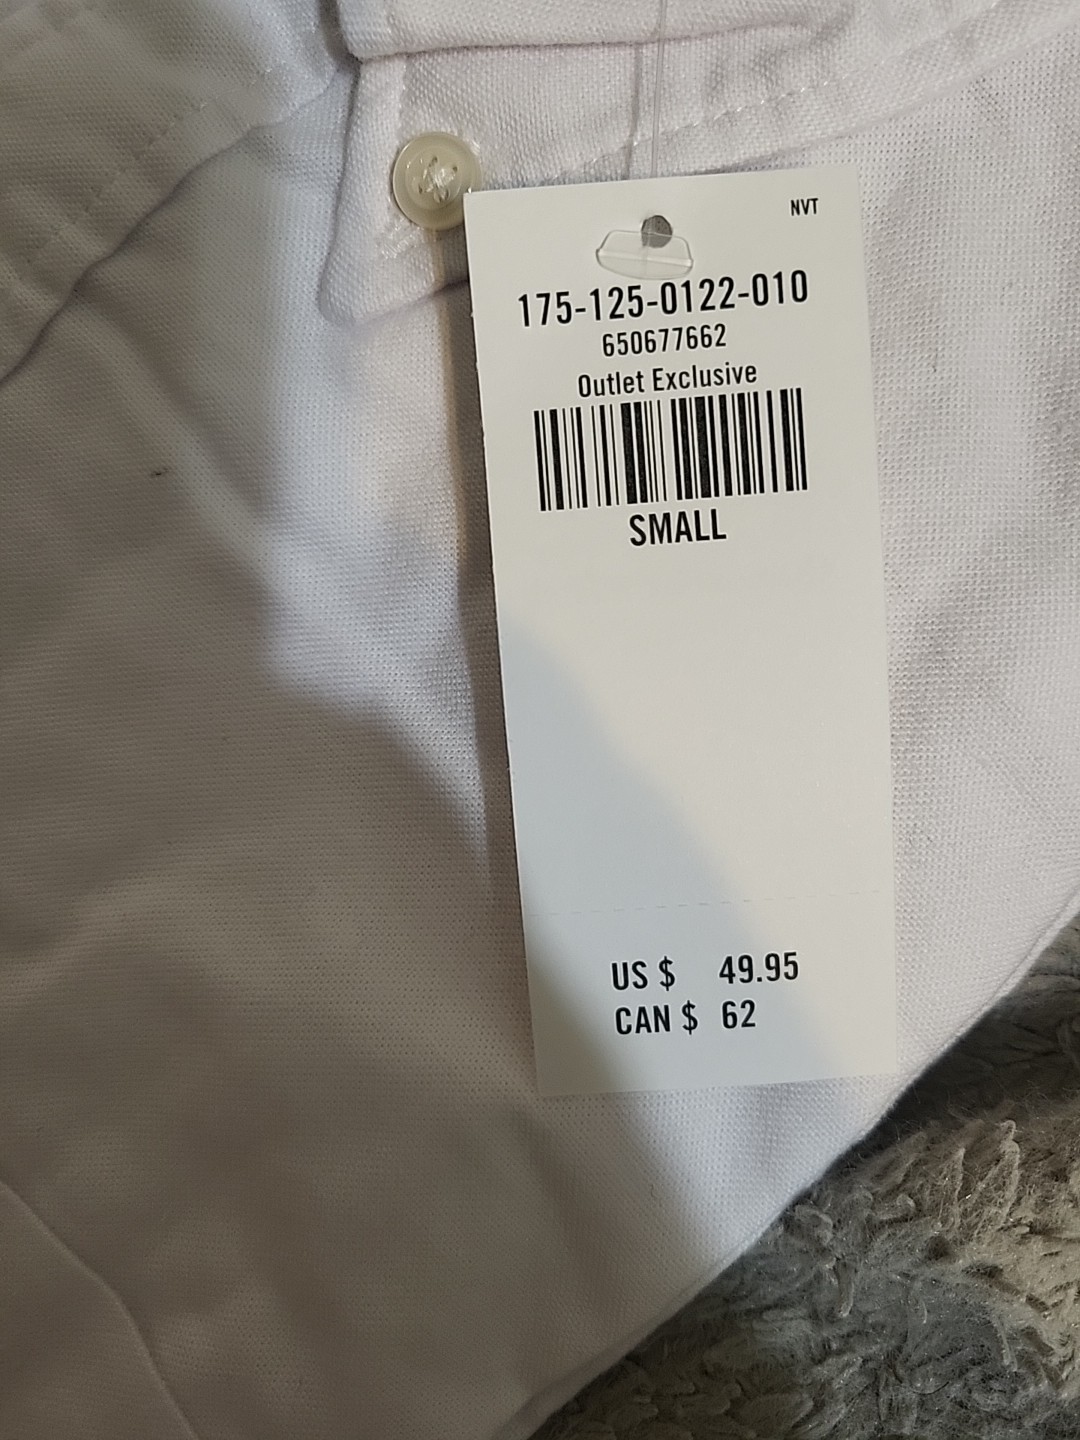 NVT
175-125-0122-010
650677662
Outlet Exclusive
SMALL
US $ 49.95
CAN $ 62